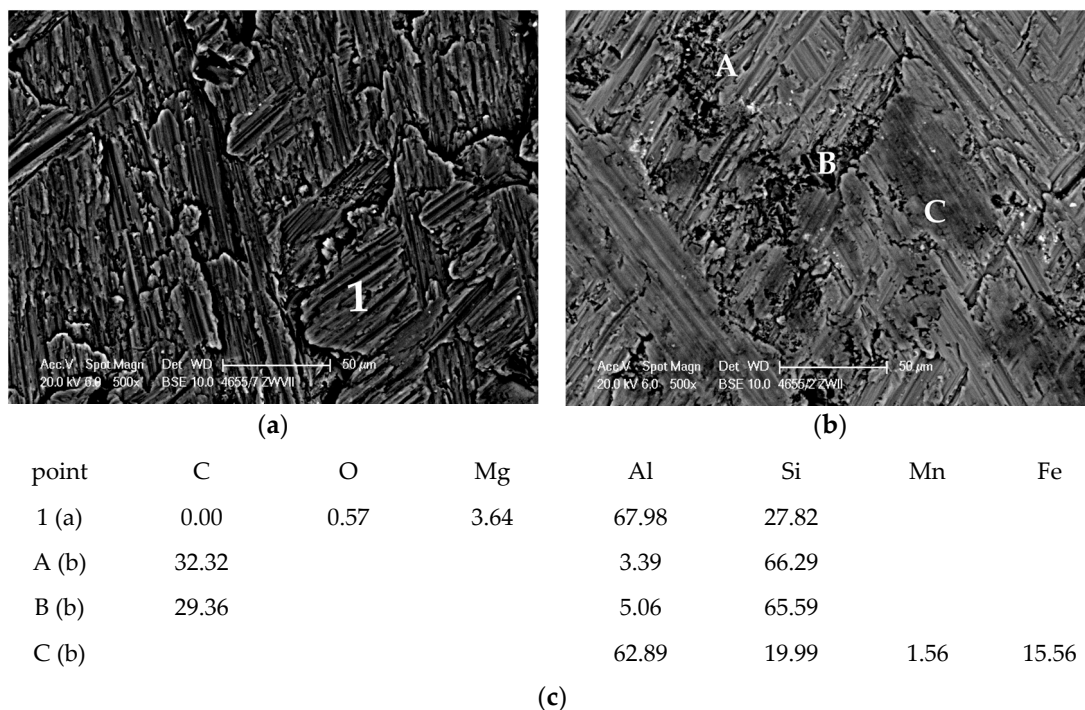 A
B
C
1
Acc.V Spot Magn Det WD 50 µm
20.0 kV 6.0 500x BSE 10.0 4655/7 ZWVII
Acc.V Spot Magn Det WD 50 µm
20.0 kV 6.0 500x BSE 10.0 4655/2 ZWII
(a) (b)
point C O Mg Al Si Mn Fe
1 (a) 0.00 0.57 3.64 67.98 27.82
A (b) 32.32 3.39 66.29
B (b) 29.36 5.06 65.59
C (b) 62.89 19.99 1.56 15.56
(c)